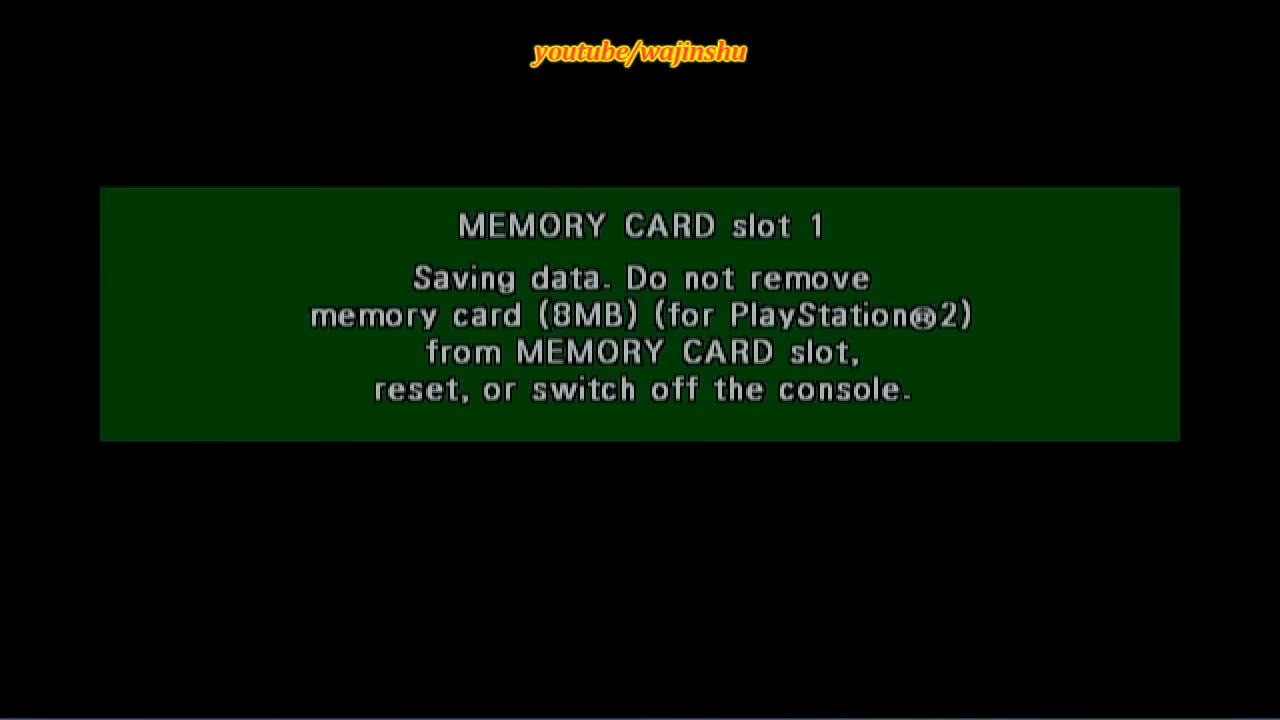 youtube/wajinshu
MEMORY CARD slot 1
Saving data. Do not remove
memory card (8MB) (for PlayStation®2)
from MEMORY CARD slot,
reset, or switch off the console.